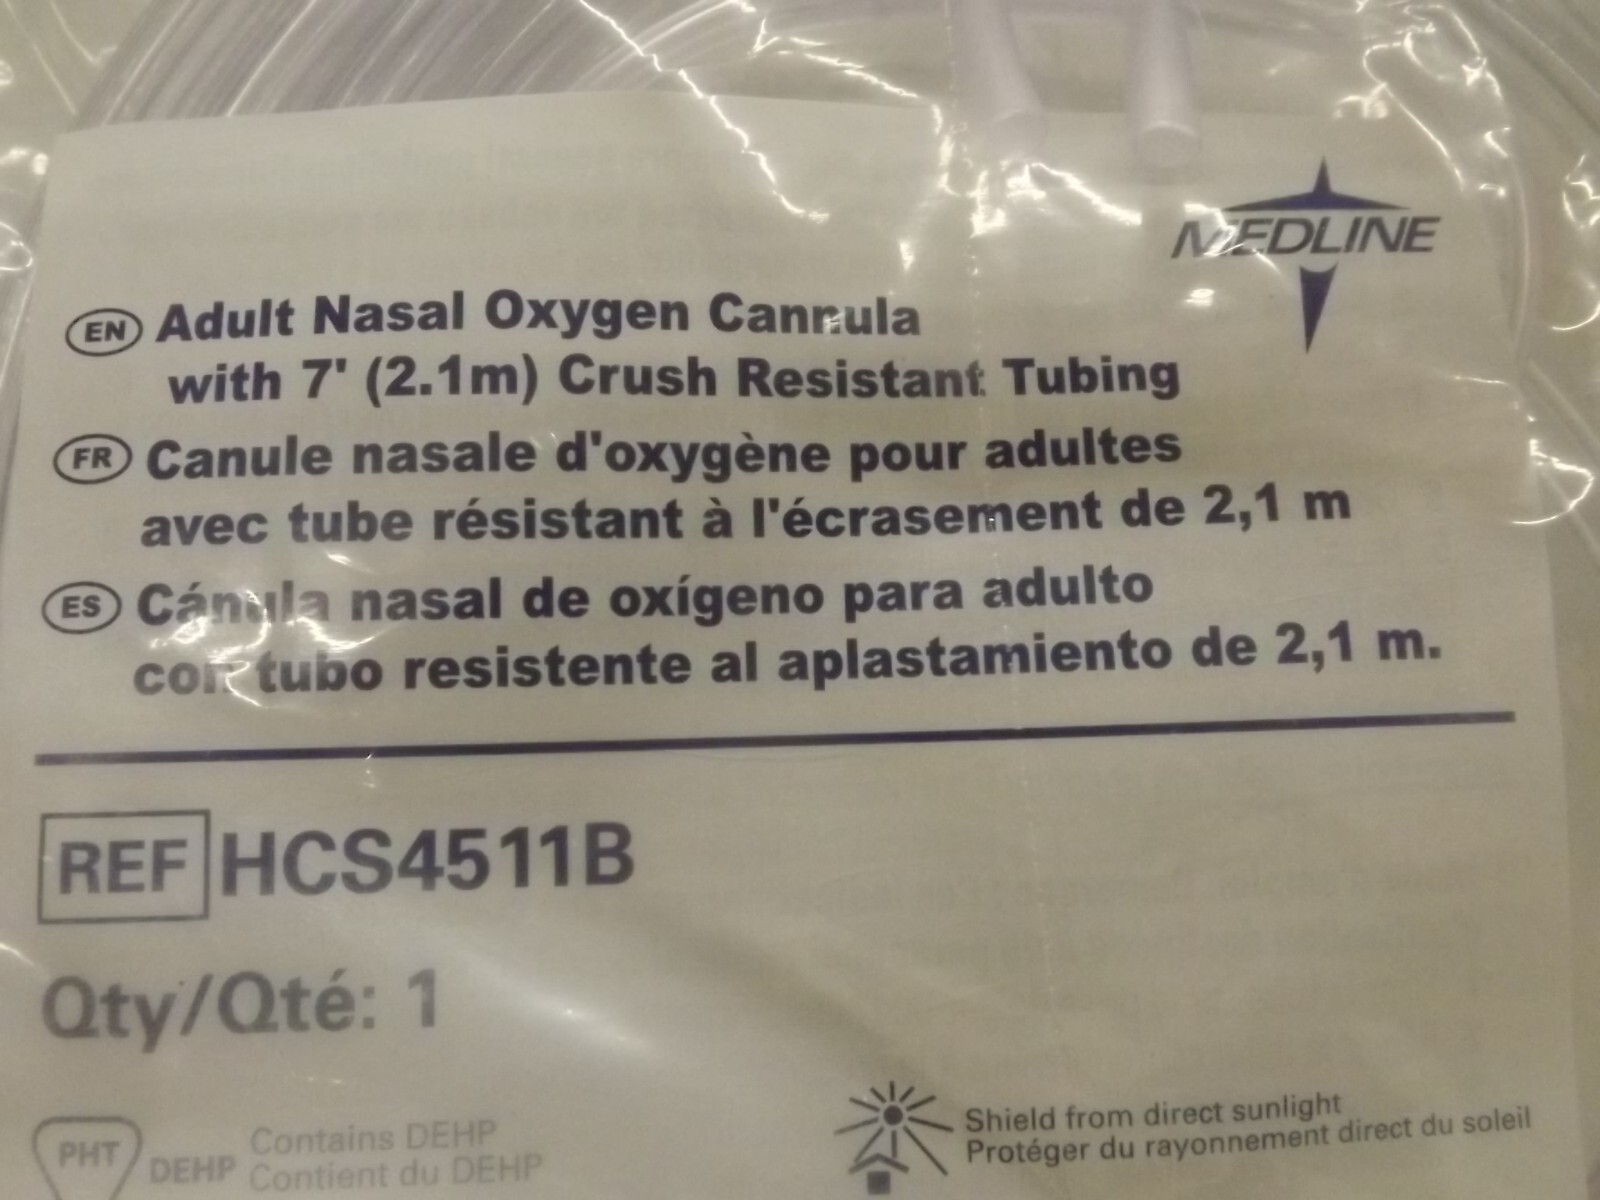 MEDLINE
EN Adult Nasal Oxygen Cannula
with 7' (2.1m) Crush Resistant Tubing
FR Canule nasale d'oxygène pour adultes
avec tube résistant à l'écrasement de 2,1 m
ES Cánula nasal de oxígeno para adulto
con tubo resistente al aplastamiento de 2,1 m.
REF HCS4511B
Qty/Qté: 1
PHT
DEHP
Contains DEHP
Contient du DEHP
Shield from direct sunlight
Protéger du rayonnement direct du soleil